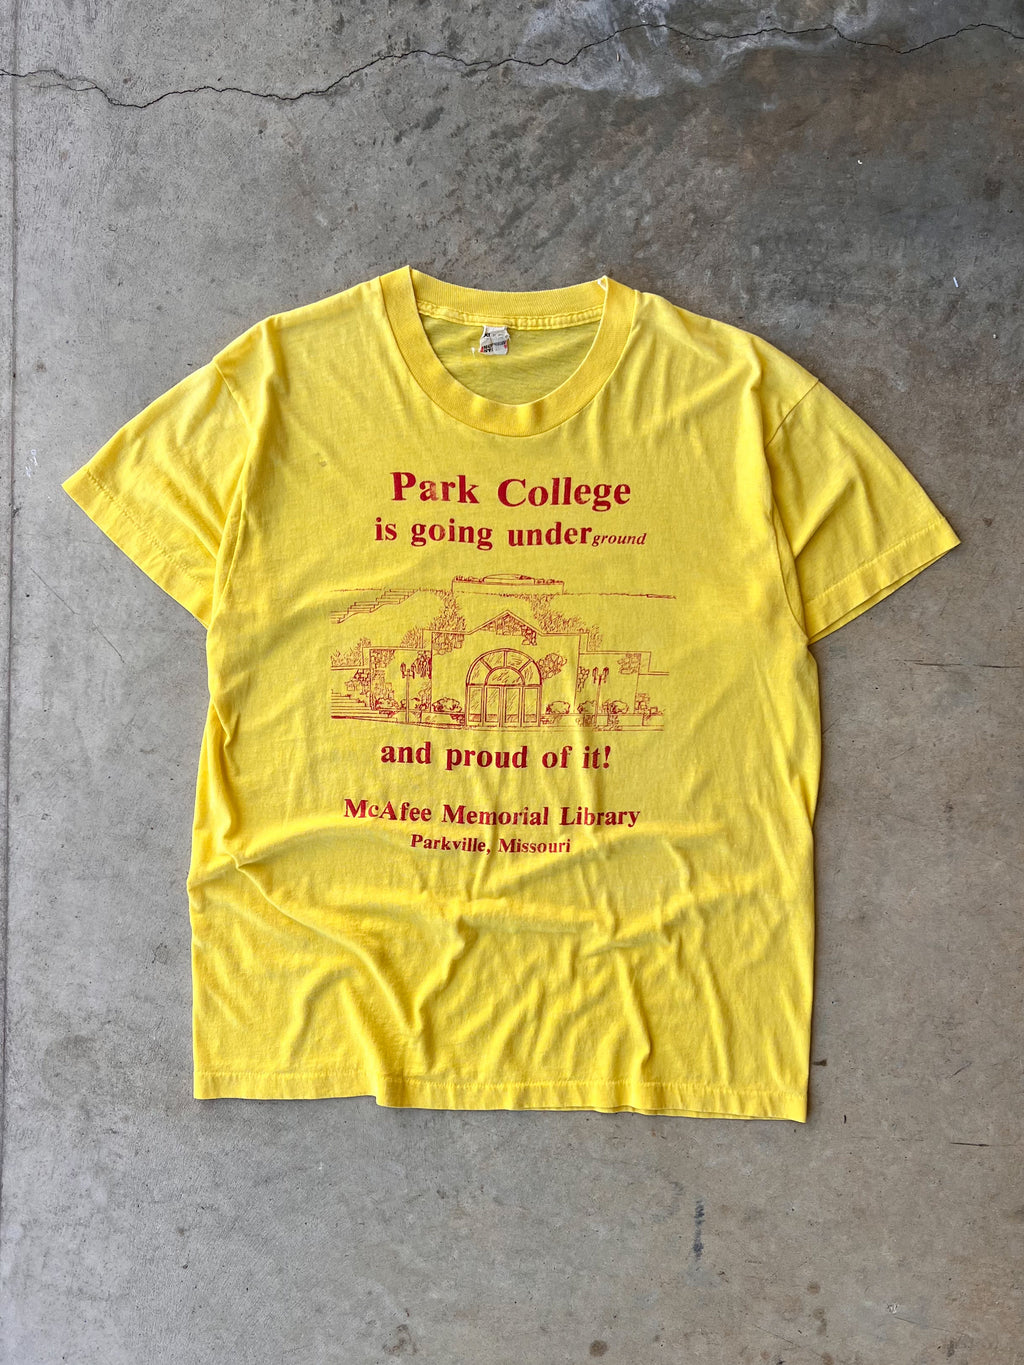 Park College
is going underground
and proud of it!
McAfee Memorial Library
Parkville, Missouri